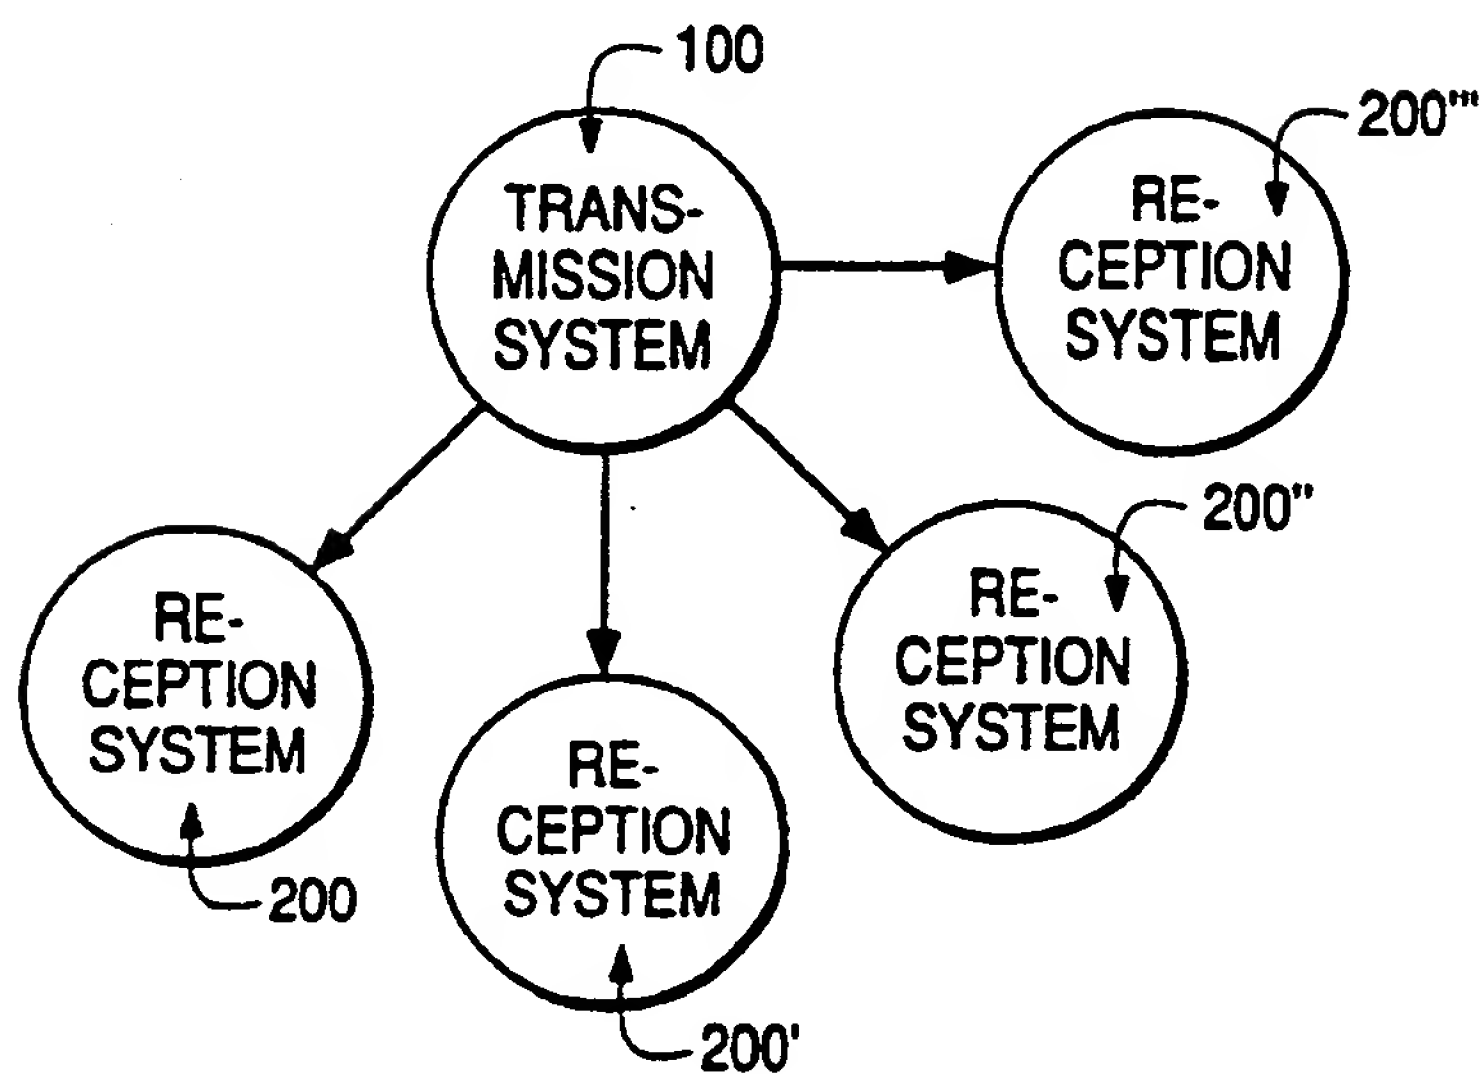 100
TRANS-
MISSION
SYSTEM
200'''
RE-
CEPTION
SYSTEM
200"
RE-
CEPTION
SYSTEM
RE-
CEPTION
SYSTEM
200
RE-
CEPTION
SYSTEM
200'